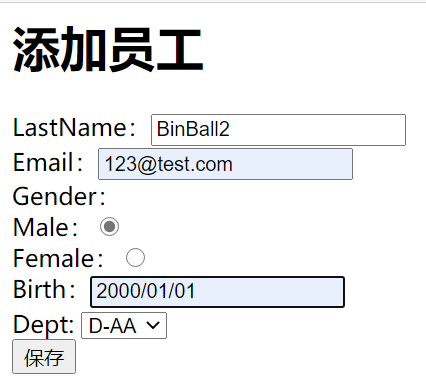 添加员工
LastName： BinBall2
Email： 123@test.com
Gender：
Male：
Female：
Birth： 2000/01/01
Dept: D-AA
保存